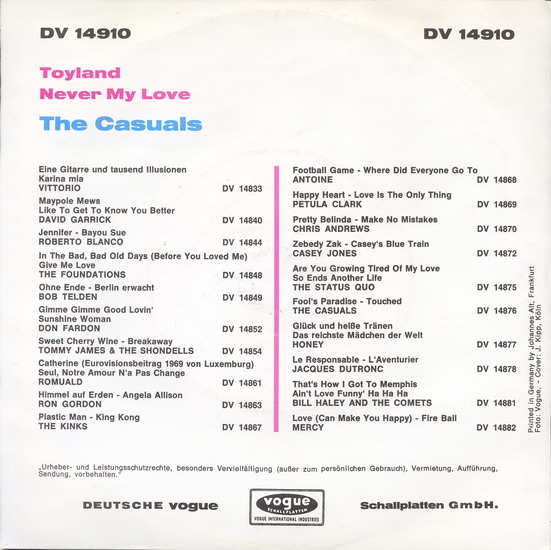 DV 14910
DV 14910
Toyland
Never My Love
The Casuals
Eine Gitarre und tausend Illusionen
Karina mia
VITTORIO DV 14833
Maypole Mews
Like To Get To Know You Better
DAVID GARRICK DV 14840
Jennifer - Bayou Sue
ROBERTO BLANCO DV 14844
In The Bad, Bad Old Days (Before You Loved Me)
Give Me Love
THE FOUNDATIONS DV 14848
Ohne Ende - Berlin erwacht
BOB TELDEN DV 14849
Gimme Gimme Good Lovin'
Sunshine Woman
DON FARDON DV 14852
Sweet Cherry Wine - Breakaway
TOMMY JAMES & THE SHONDELLS DV 14854
Catherine (Eurovisionsbeitrag 1969 von Luxemburg)
Seul, Notre Amour N'a Pas Change
ROMUALD DV 14861
Himmel auf Erden - Angela Allison
RON GORDON DV 14863
Plastic Man - King Kong
THE KINKS DV 14867
Football Game - Where Did Everyone Go To
ANTOINE DV 14868
Happy Heart - Love Is The Only Thing
PETULA CLARK DV 14869
Pretty Belinda - Make No Mistakes
CHRIS ANDREWS DV 14870
Zebedy Zak - Casey's Blue Train
CASEY JONES DV 14872
Are You Growing Tired Of My Love
So Ends Another Life
THE STATUS QUO DV 14875
Fool's Paradise - Touched
THE CASUALS DV 14876
Glück und heiße Tränen
Das reichste Mädchen der Welt
HONEY DV 14877
Le Responsable - L'Aventurier
JACQUES DUTRONC DV 14878
That's How I Got To Memphis
Ain't Love Funny' Ha Ha Ha
BILL HALEY AND THE COMETS DV 14881
Love (Can Make You Happy) - Fire Ball
MERCY DV 14882
Printed in Germany by Johannes Alt, Frankfurt
Foto: Vogue, - Cover: J. Kipp, Köln
„Urheber- und Leistungsschutzrechte, besonders Vervielfältigung (außer zum persönlichen Gebrauch), Vermietung, Aufführung,
Sendung, vorbehalten."
DEUTSCHE vogue
vogue
SCHALLPLATTEN
VOGUE INTERNATIONAL INDUSTRIES
Schallplatten GmbH.